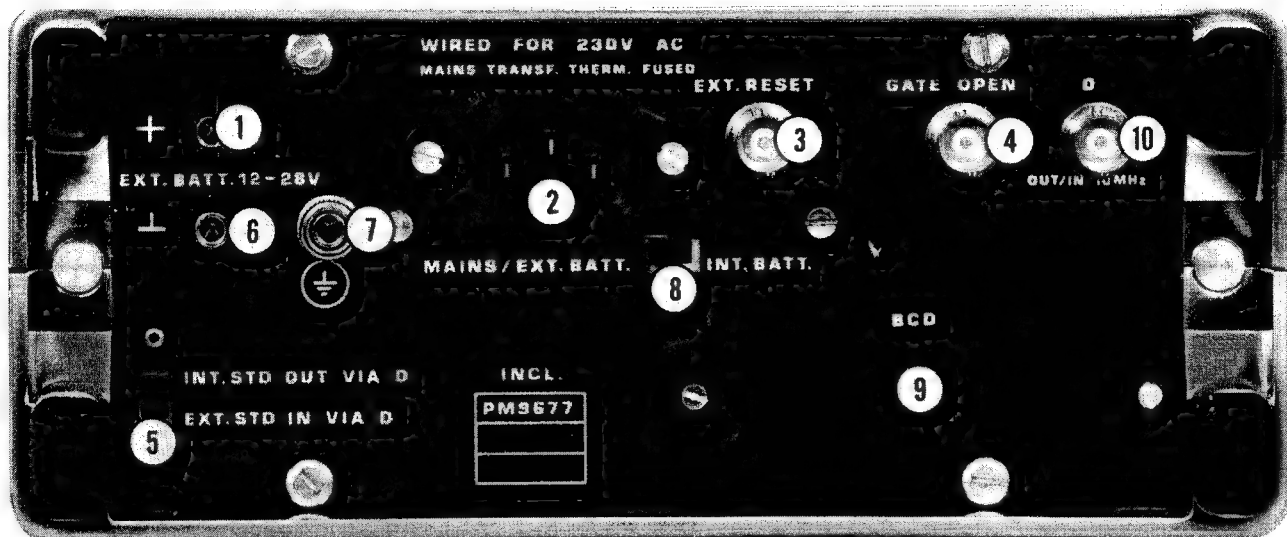 WIRED FOR 230V AC
MAINS TRANSF. THERM. FUSED
EXT. RESET
GATE OPEN
D
+
1
3
4
10
EXT. BATT. 12-28V
OUT/IN 10MHz
2
6
7
MAINS/EXT. BATT.
INT. BATT.
8
BCD
INT. STD OUT VIA D
INCL.
9
EXT. STD IN VIA D
PM9677
5